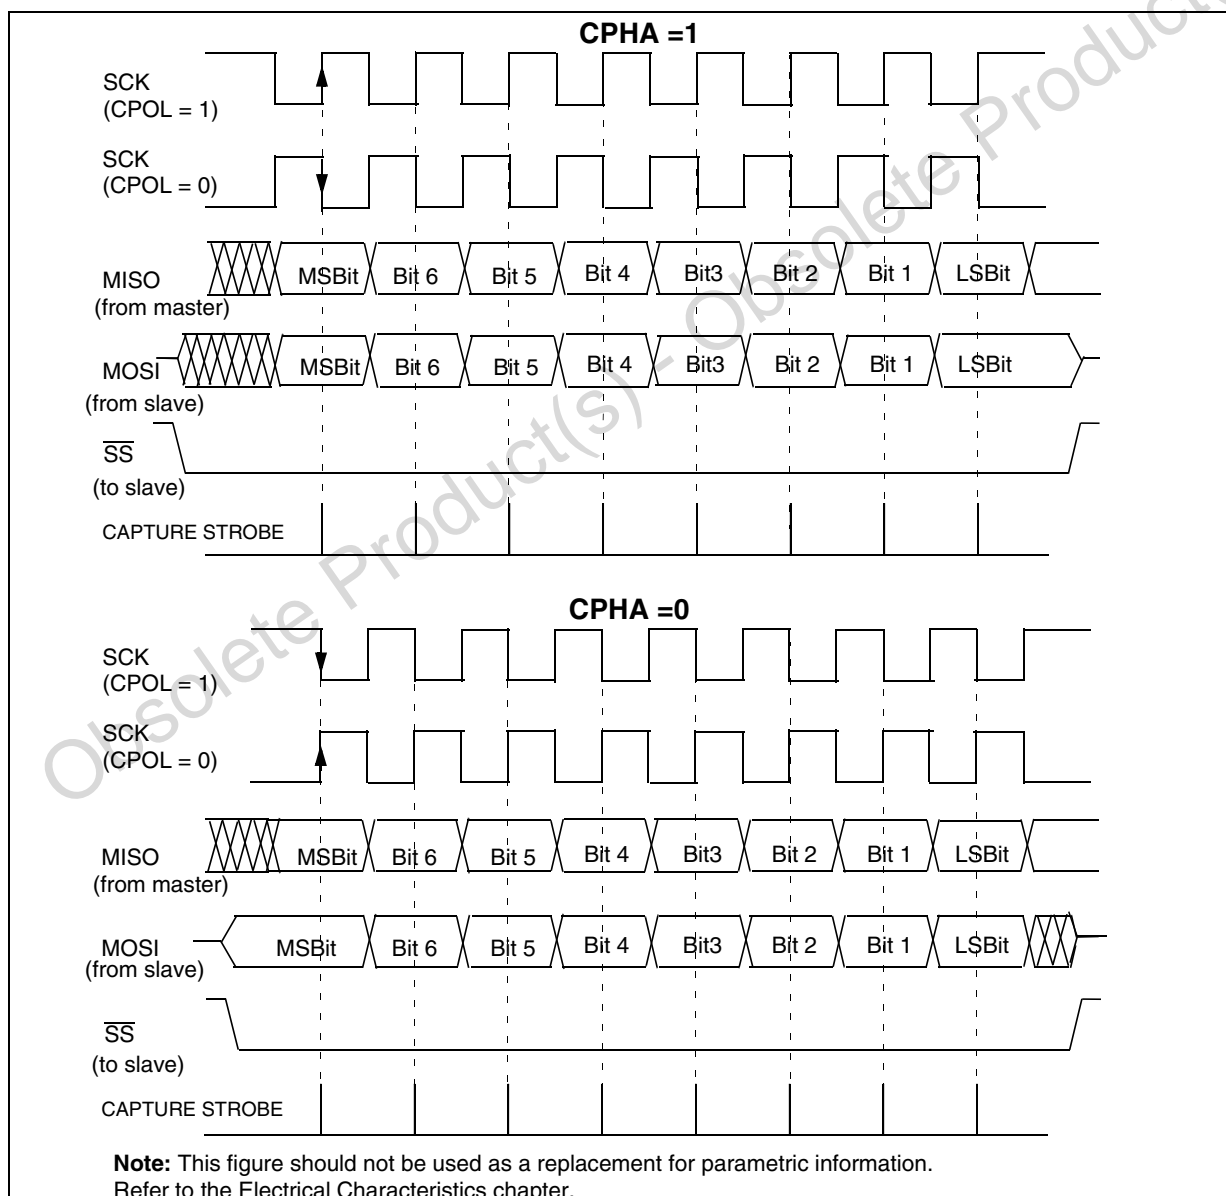 CPHA =1
SCK
(CPOL = 1)
SCK
(CPOL = 0)
MISO
(from master)
MSBit Bit 6 Bit 5 Bit 4 Bit3 Bit 2 Bit 1 LSBit
MOSI
(from slave)
MSBit Bit 6 Bit 5 Bit 4 Bit3 Bit 2 Bit 1 LSBit
SS
(to slave)
CAPTURE STROBE
CPHA =0
SCK
(CPOL = 1)
SCK
(CPOL = 0)
MISO
(from master)
MSBit Bit 6 Bit 5 Bit 4 Bit3 Bit 2 Bit 1 LSBit
MOSI
(from slave)
MSBit Bit 6 Bit 5 Bit 4 Bit3 Bit 2 Bit 1 LSBit
SS
(to slave)
CAPTURE STROBE
Note: This figure should not be used as a replacement for parametric information.
Refer to the Electrical Characteristics chapter.
Obsolete Product(s) - Obsolete Product(